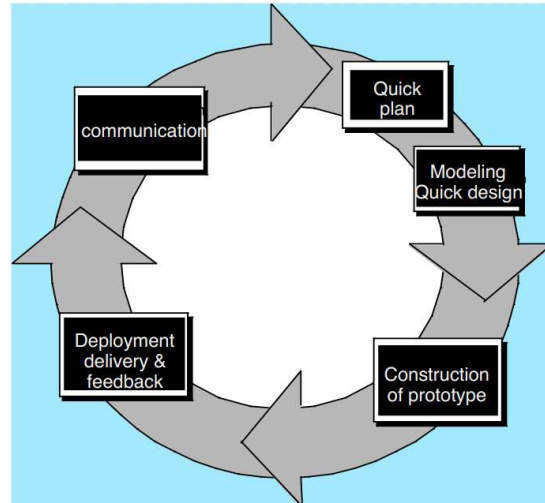 communication
Quick
plan
Modeling
Quick design
Construction
of prototype
Deployment
delivery &
feedback